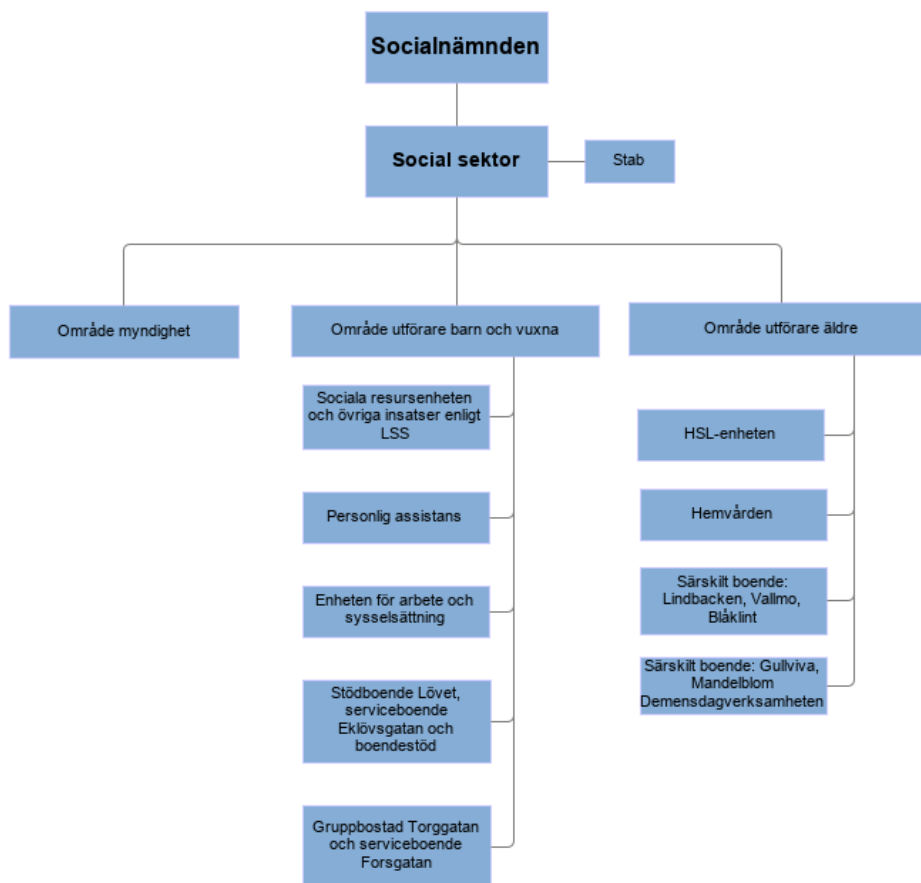 Socialnämnden
Social sektor
Stab
Område myndighet
Område utförare barn och vuxna
Område utförare äldre
Sociala resursenheten
och övriga insatser enligt
LSS
Personlig assistans
Enheten för arbete och
sysselsättning
Stödboende Lövet,
serviceboende
Eklövsgatan och
boendestöd
Gruppbostad Torggatan
och serviceboende
Forsgatan
HSL-enheten
Hemvården
Särskilt boende:
Lindbacken, Vallmo,
Blåklint
Särskilt boende: Gullviva,
Mandelblom
Demensdagverksamheten